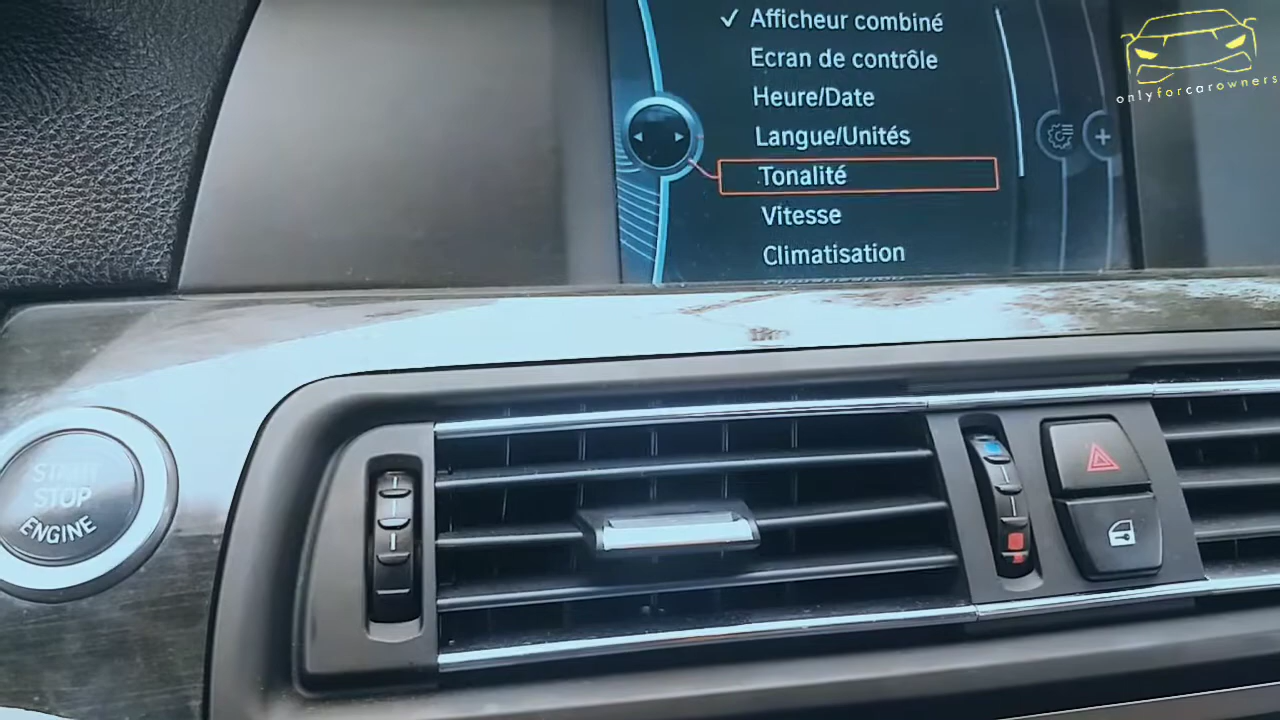 ✓ Afficheur combiné
Ecran de contrôle
Heure/Date
Langue/Unités
Tonalité
Vitesse
Climatisation
onlyforcarowners
START
STOP
ENGINE